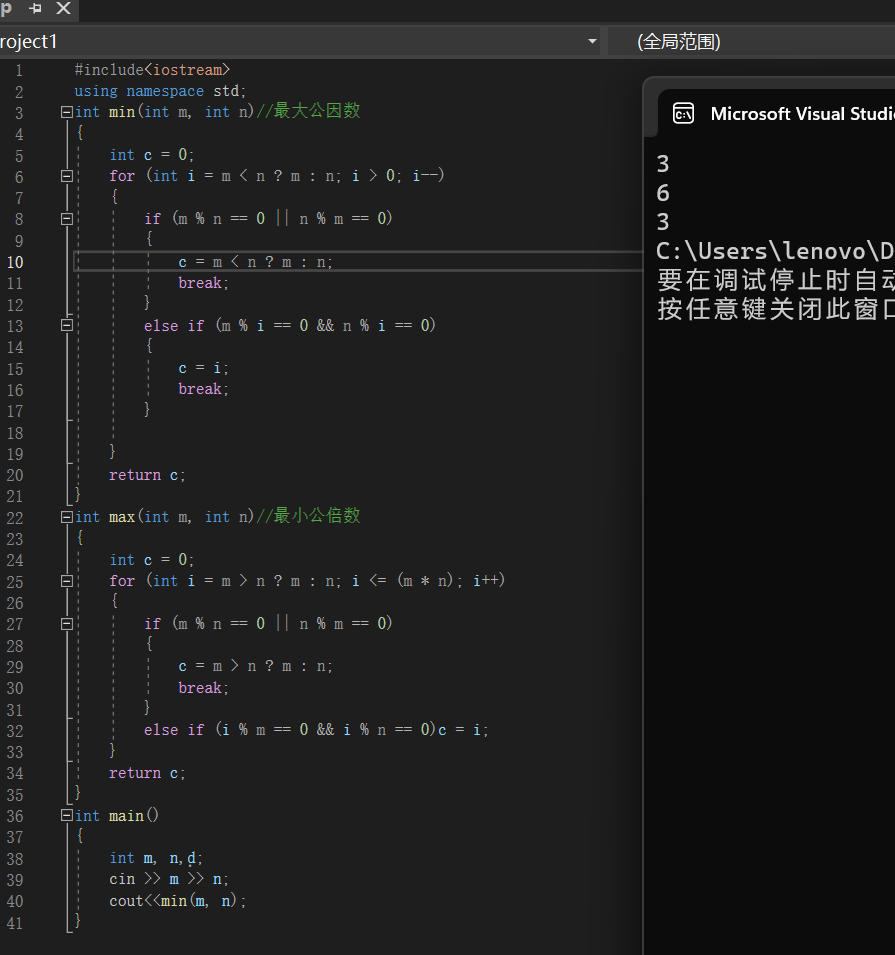 p
roject1
(全局范围)
1 #include<iostream>
2 using namespace std;
3 int min(int m, int n)//最大公因数
4 {
5 int c = 0;
6 for (int i = m < n ? m : n; i > 0; i--)
7 {
8 if (m % n == 0 || n % m == 0)
9 {
10 c = m < n ? m : n;
11 break;
12 }
13 else if (m % i == 0 && n % i == 0)
14 {
15 c = i;
16 break;
17 }
18
19 }
20 return c;
21 }
22 int max(int m, int n)//最小公倍数
23 {
24 int c = 0;
25 for (int i = m > n ? m : n; i <= (m * n); i++)
26 {
27 if (m % n == 0 || n % m == 0)
28 {
29 c = m > n ? m : n;
30 break;
31 }
32 else if (i % m == 0 && i % n == 0)c = i;
33 }
34 return c;
35 }
36 int main()
37 {
38 int m, n,d;
39 cin >> m >> n;
40 cout<<min(m, n);
41 }
Microsoft Visual Studi
3
6
3
C:\Users\lenovo\D
要在调试停止时自动
按任意键关闭此窗口